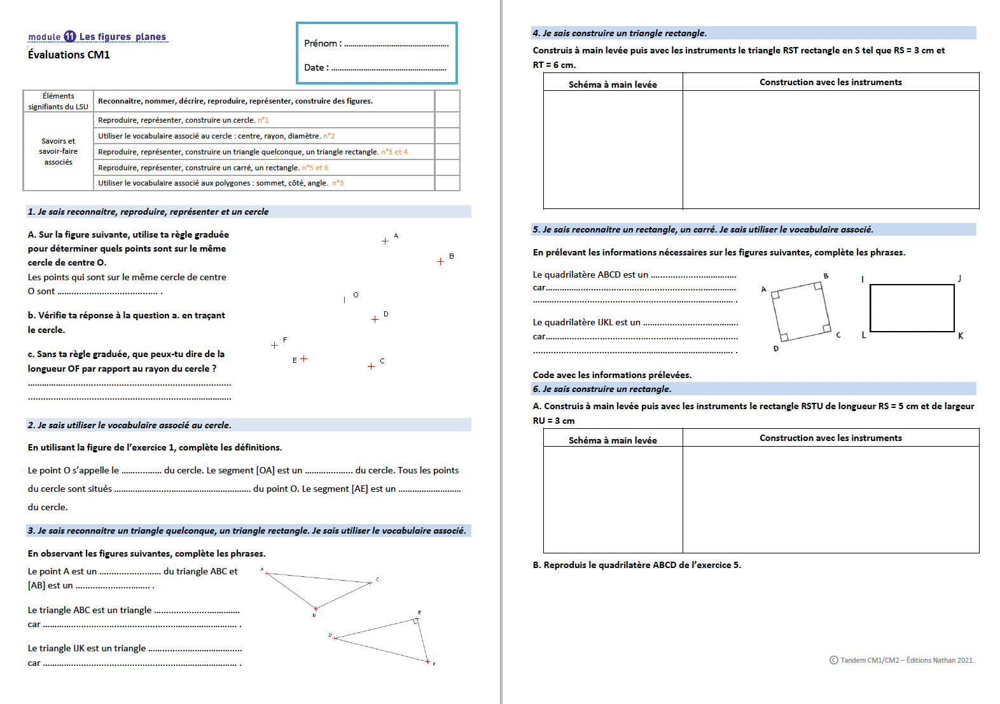 module 11 Les figures planes
Évaluations CM1
Prénom : ……………………………………………
Date : ………………………………………………
Éléments
signifiants du LSU
Reconnaitre, nommer, décrire, reproduire, représenter, construire des figures.
Savoirs et
savoir-faire
associés
Reproduire, représenter, construire un cercle. n°1
Utiliser le vocabulaire associé au cercle : centre, rayon, diamètre. n°2
Reproduire, représenter, construire un triangle quelconque, un triangle rectangle. n°3 et 4
Reproduire, représenter, construire un carré, un rectangle. n°5 et 6
Utiliser le vocabulaire associé aux polygones : sommet, côté, angle. n°3
1. Je sais reconnaitre, reproduire, représenter et un cercle
A. Sur la figure suivante, utilise ta règle graduée
pour déterminer quels points sont sur le même
cercle de centre O.
Les points qui sont sur le même cercle de centre
O sont ………………………………… .
b. Vérifie ta réponse à la question a. en traçant
le cercle.
c. Sans ta règle graduée, que peux-tu dire de la
longueur OF par rapport au rayon du cercle ?
………………………………………………………………………
………………………………………………………………………
A
B
O
D
F
E
C
2. Je sais utiliser le vocabulaire associé au cercle.
En utilisant la figure de l’exercice 1, complète les définitions.
Le point O s’appelle le ……………… du cercle. Le segment [OA] est un ………………… du cercle. Tous les points
du cercle sont situés …………………………………………………… du point O. Le segment [AE] est un ………………………
du cercle.
3. Je sais reconnaitre un triangle quelconque, un triangle rectangle. Je sais utiliser le vocabulaire associé.
En observant les figures suivantes, complète les phrases.
Le point A est un ……………………… du triangle ABC et
[AB] est un ………………………… .
Le triangle ABC est un triangle ………………………………
car ………………………………………………………………… .
Le triangle IJK est un triangle …………………………………
car ………………………………………………………………… .
A
C
B
E
D
F
4. Je sais construire un triangle rectangle.
Construis à main levée puis avec les instruments le triangle RST rectangle en S tel que RS = 3 cm et
RT = 6 cm.
Schéma à main levée
Construction avec les instruments
5. Je sais reconnaitre un rectangle, un carré. Je sais utiliser le vocabulaire associé.
En prélevant les informations nécessaires sur les figures suivantes, complète les phrases.
Le quadrilatère ABCD est un ………………………………
car…………………………………………………………………
…………………………………………………………………… .
Le quadrilatère IJKL est un …………………………………
car…………………………………………………………………
…………………………………………………………………… .
A
B
C
D
I
J
L
K
Code avec les informations prélevées.
6. Je sais construire un rectangle.
A. Construis à main levée puis avec les instruments le rectangle RSTU de longueur RS = 5 cm et de largeur
RU = 3 cm
Schéma à main levée
Construction avec les instruments
B. Reproduis le quadrilatère ABCD de l’exercice 5.
© Tandem CM1/CM2 – Éditions Nathan 2021.